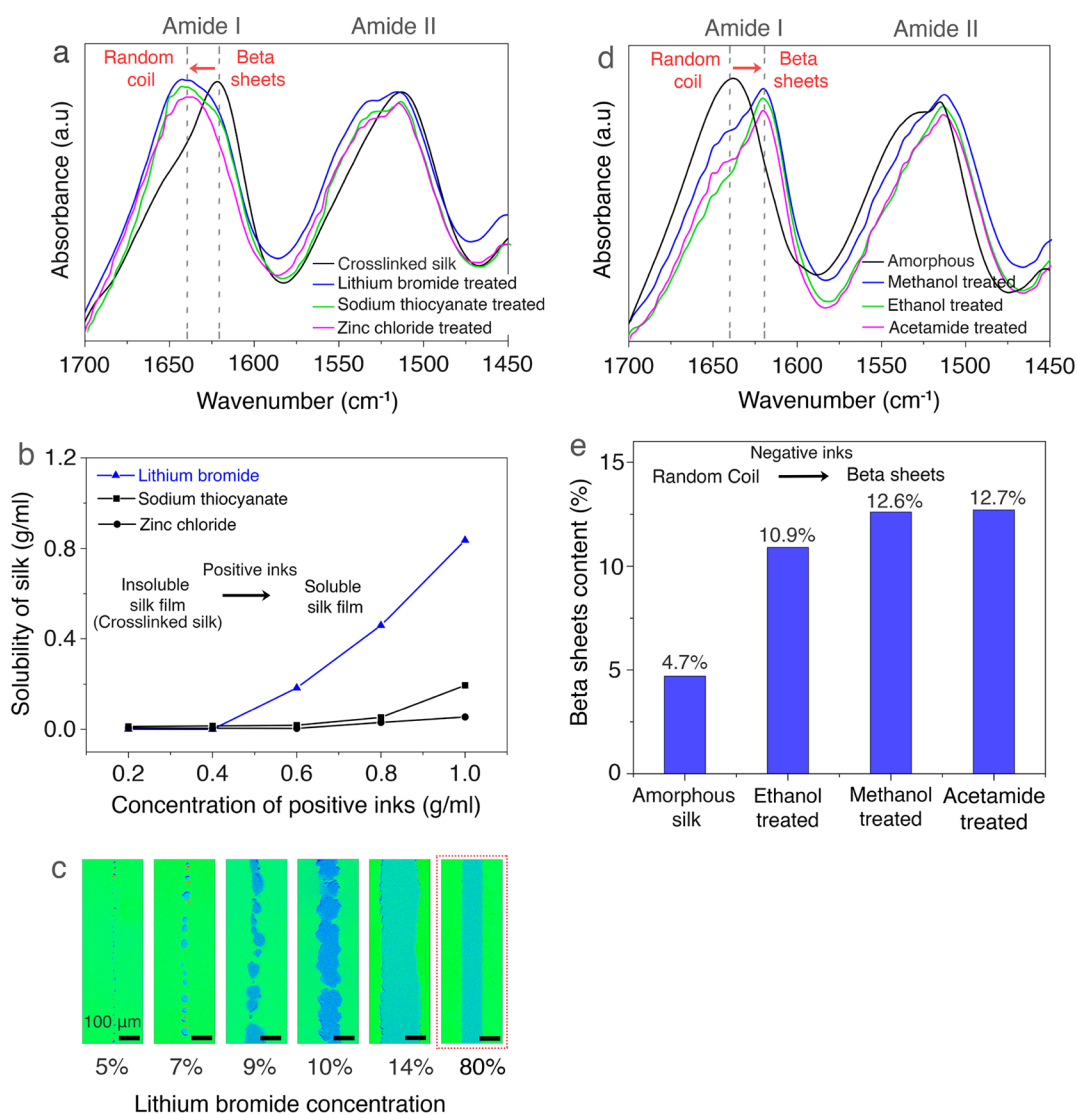 a
Amide I
Amide II
Random
coil
Beta
sheets
Absorbance (a.u)
Crosslinked silk
Lithium bromide treated
Sodium thiocyanate treated
Zinc chloride treated
1700
1650
1600
1550
1500
1450
Wavenumber (cm⁻¹)
d
Amide I
Amide II
Random
coil
Beta
sheets
Absorbance (a.u)
Amorphous
Methanol treated
Ethanol treated
Acetamide treated
1700
1650
1600
1550
1500
1450
Wavenumber (cm⁻¹)
b
Solubility of silk (g/ml)
1.2
0.8
0.4
0.0
Lithium bromide
Sodium thiocyanate
Zinc chloride
Insoluble
silk film
(Crosslinked silk)
Positive inks
Soluble
silk film
0.2
0.4
0.6
0.8
1.0
Concentration of positive inks (g/ml)
e
Beta sheets content (%)
15
10
5
0
Negative inks
Random Coil
Beta sheets
4.7%
10.9%
12.6%
12.7%
Amorphous
silk
Ethanol
treated
Methanol
treated
Acetamide
treated
c
100 µm
5%
7%
9%
10%
14%
80%
Lithium bromide concentration